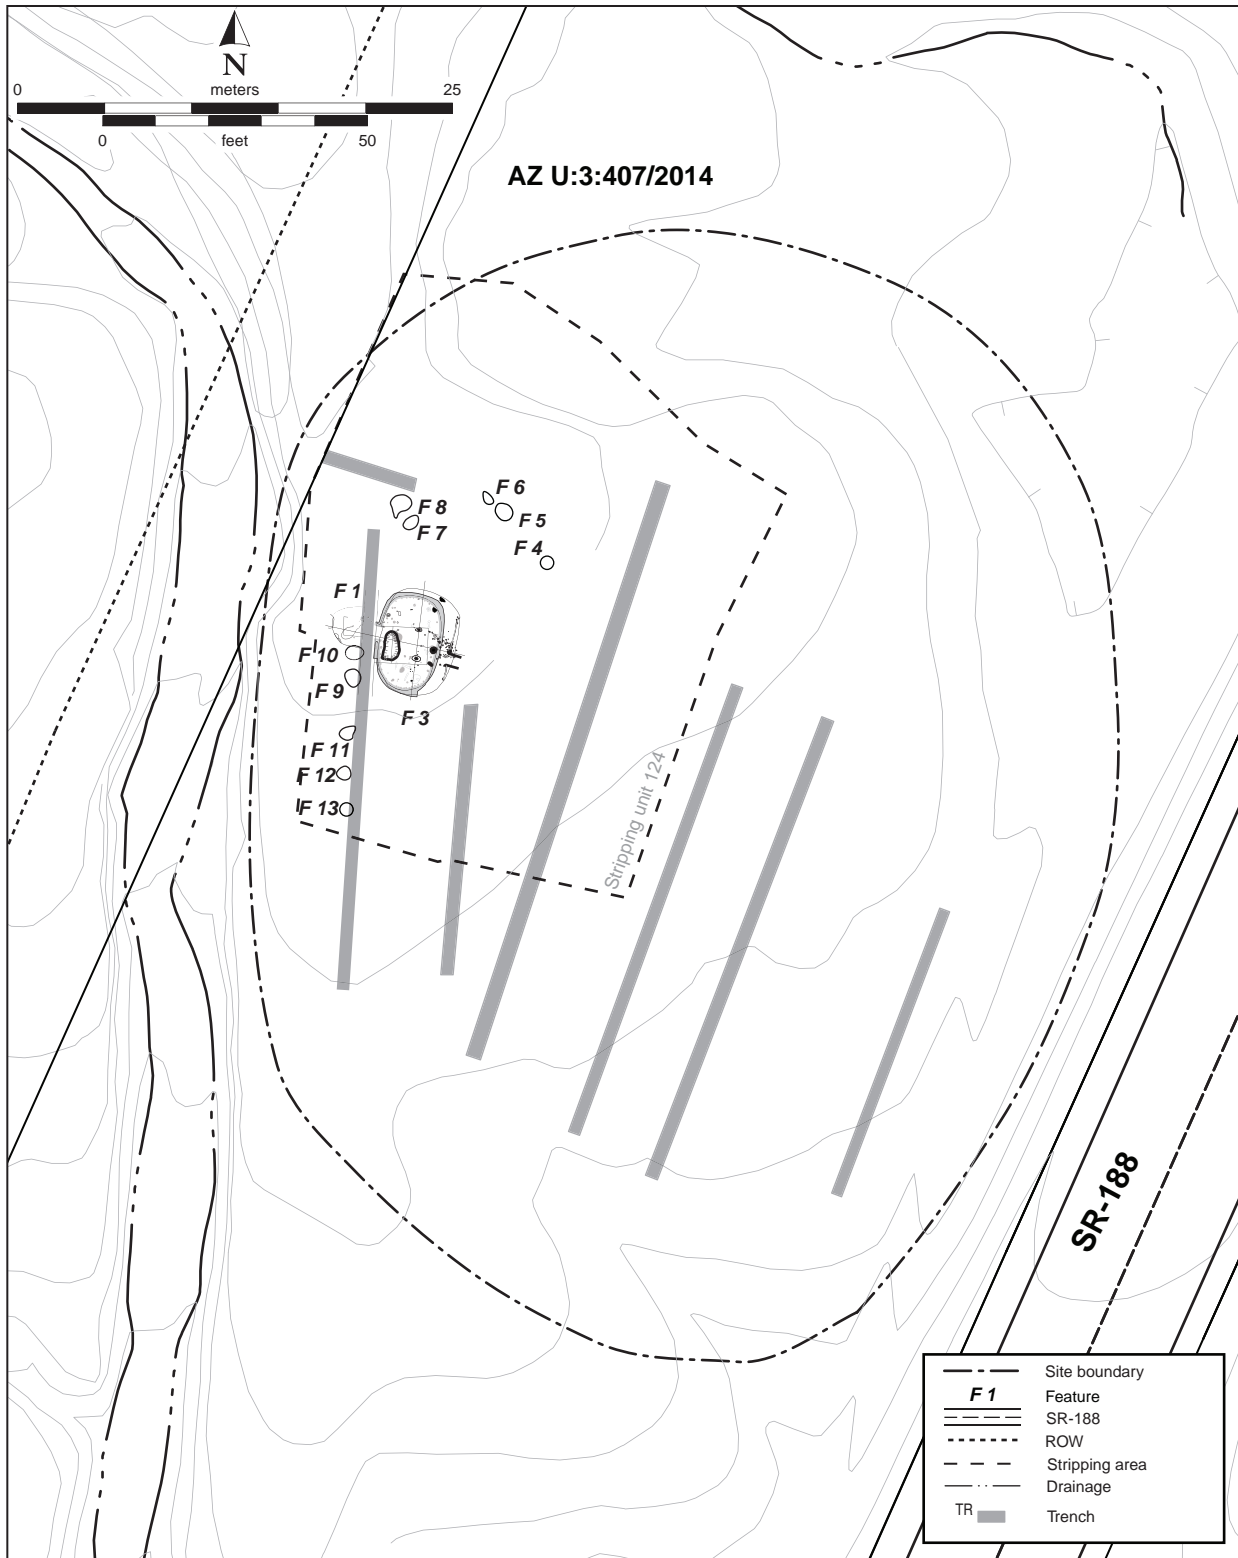 N
0 meters 25
0 feet 50
AZ U:3:407/2014
F 6
F 8
F 5
F 7
F 4
F 1
F 10
F 9
F 3
F 11
F 12
F 13
Stripping unit 124
SR-188
Site boundary
F 1 Feature
SR-188
ROW
Stripping area
Drainage
TR Trench